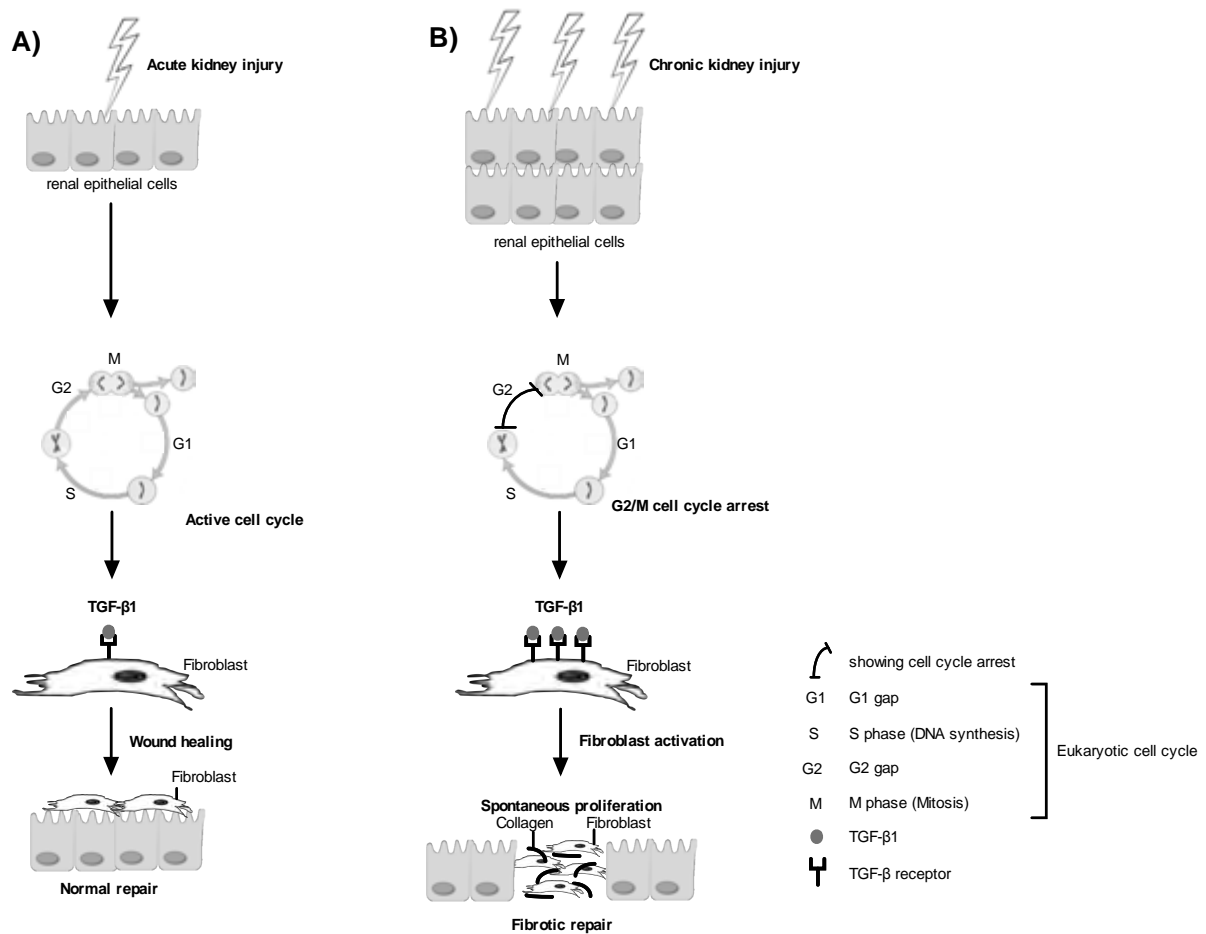 A)
Acute kidney injury
renal epithelial cells
M
G2
G1
S
Active cell cycle
TGF-β1
Fibroblast
Wound healing
Fibroblast
Normal repair
B)
Chronic kidney injury
renal epithelial cells
M
G2
G1
S
G2/M cell cycle arrest
TGF-β1
Fibroblast
Fibroblast activation
Spontaneous proliferation
Collagen
Fibroblast
Fibrotic repair
showing cell cycle arrest
G1 G1 gap
S S phase (DNA synthesis)
G2 G2 gap
M M phase (Mitosis)
Eukaryotic cell cycle
TGF-β1
TGF-β receptor